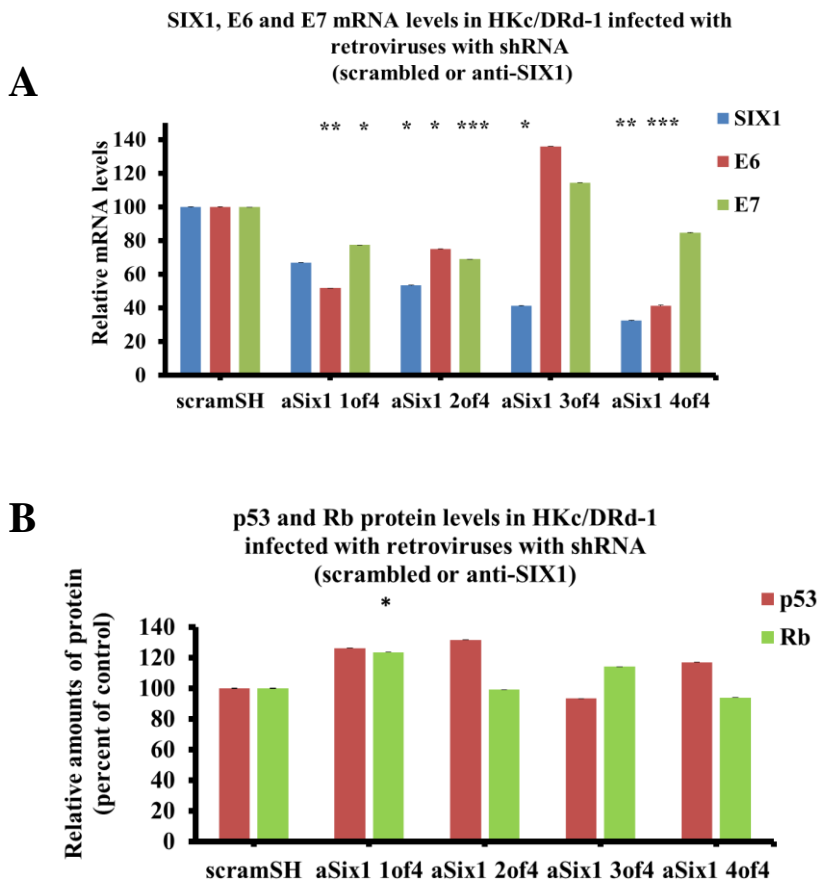 SIX1, E6 and E7 mRNA levels in HKc/DRd-1 infected with
retroviruses with shRNA
(scrambled or anti-SIX1)
A
** * * * *** * ** ***
SIX1
E6
E7
Relative mRNA levels
140
120
100
80
60
40
20
0
scramSH aSix1 1of4 aSix1 2of4 aSix1 3of4 aSix1 4of4
B
p53 and Rb protein levels in HKc/DRd-1
infected with retroviruses with shRNA
(scrambled or anti-SIX1)
*
p53
Rb
Relative amounts of protein
(percent of control)
140
120
100
80
60
40
20
0
scramSH aSix1 1of4 aSix1 2of4 aSix1 3of4 aSix1 4of4